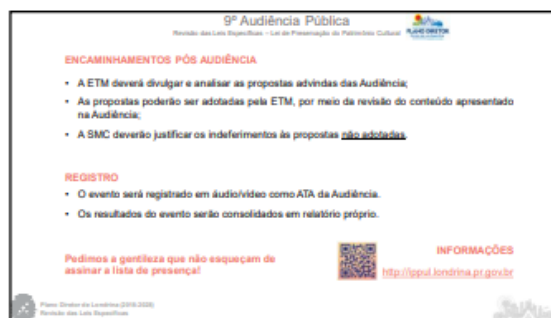 9º Audiência Pública
Revisão das Leis Específicas – Lei de Preservação do Patrimônio Cultural
PLANO DIRETOR
ENCAMINHAMENTOS PÓS AUDIÊNCIA
• A ETM deverá divulgar e analisar as propostas advindas das Audiência;
• As propostas poderão ser adotadas pela ETM, por meio da revisão do conteúdo apresentado
na Audiência;
• A SMC deverão justificar os indeferimentos às propostas não adotadas.
REGISTRO
• O evento será registrado em áudio/vídeo como ATA da Audiência.
• Os resultados do evento serão consolidados em relatório próprio.
Pedimos a gentileza que não esqueçam de
assinar a lista de presença!
INFORMAÇÕES
http://ippul.londrina.pr.gov.br
Plano Diretor de Londrina (2018-2028)
Revisão das Leis Específicas